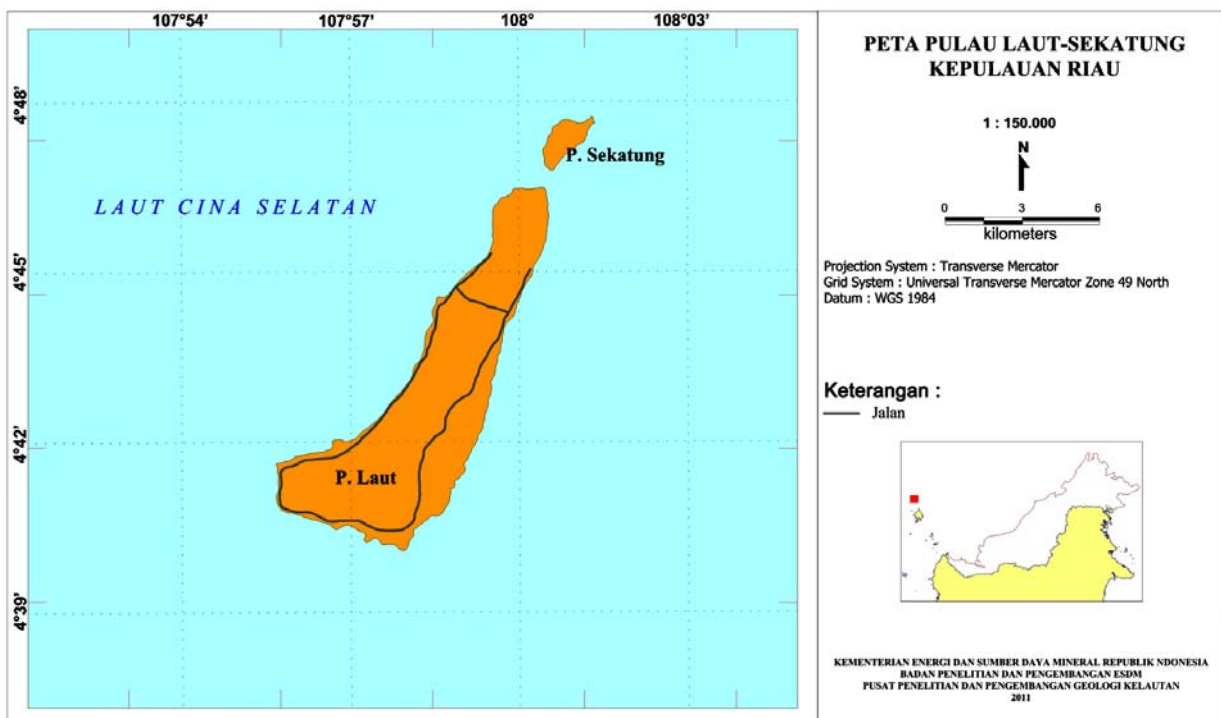 107°54'
107°57'
108°
108°03'
4°48'
4°45'
4°42'
4°39'
P. Sekatung
LAUT CINA SELATAN
P. Laut
PETA PULAU LAUT-SEKATUNG
KEPULAUAN RIAU
1 : 150.000
N
0 3 6
kilometers
Projection System : Transverse Mercator
Grid System : Universal Transverse Mercator Zone 49 North
Datum : WGS 1984
Keterangan :
Jalan
KEMENTERIAN ENERGI DAN SUMBER DAYA MINERAL REPUBLIK NDONESIA
BADAN PENELITIAN DAN PENGEMBANGAN ESDM
PUSAT PENELITIAN DAN PENGEMBANGAN GEOLOGI KELAUTAN
2011